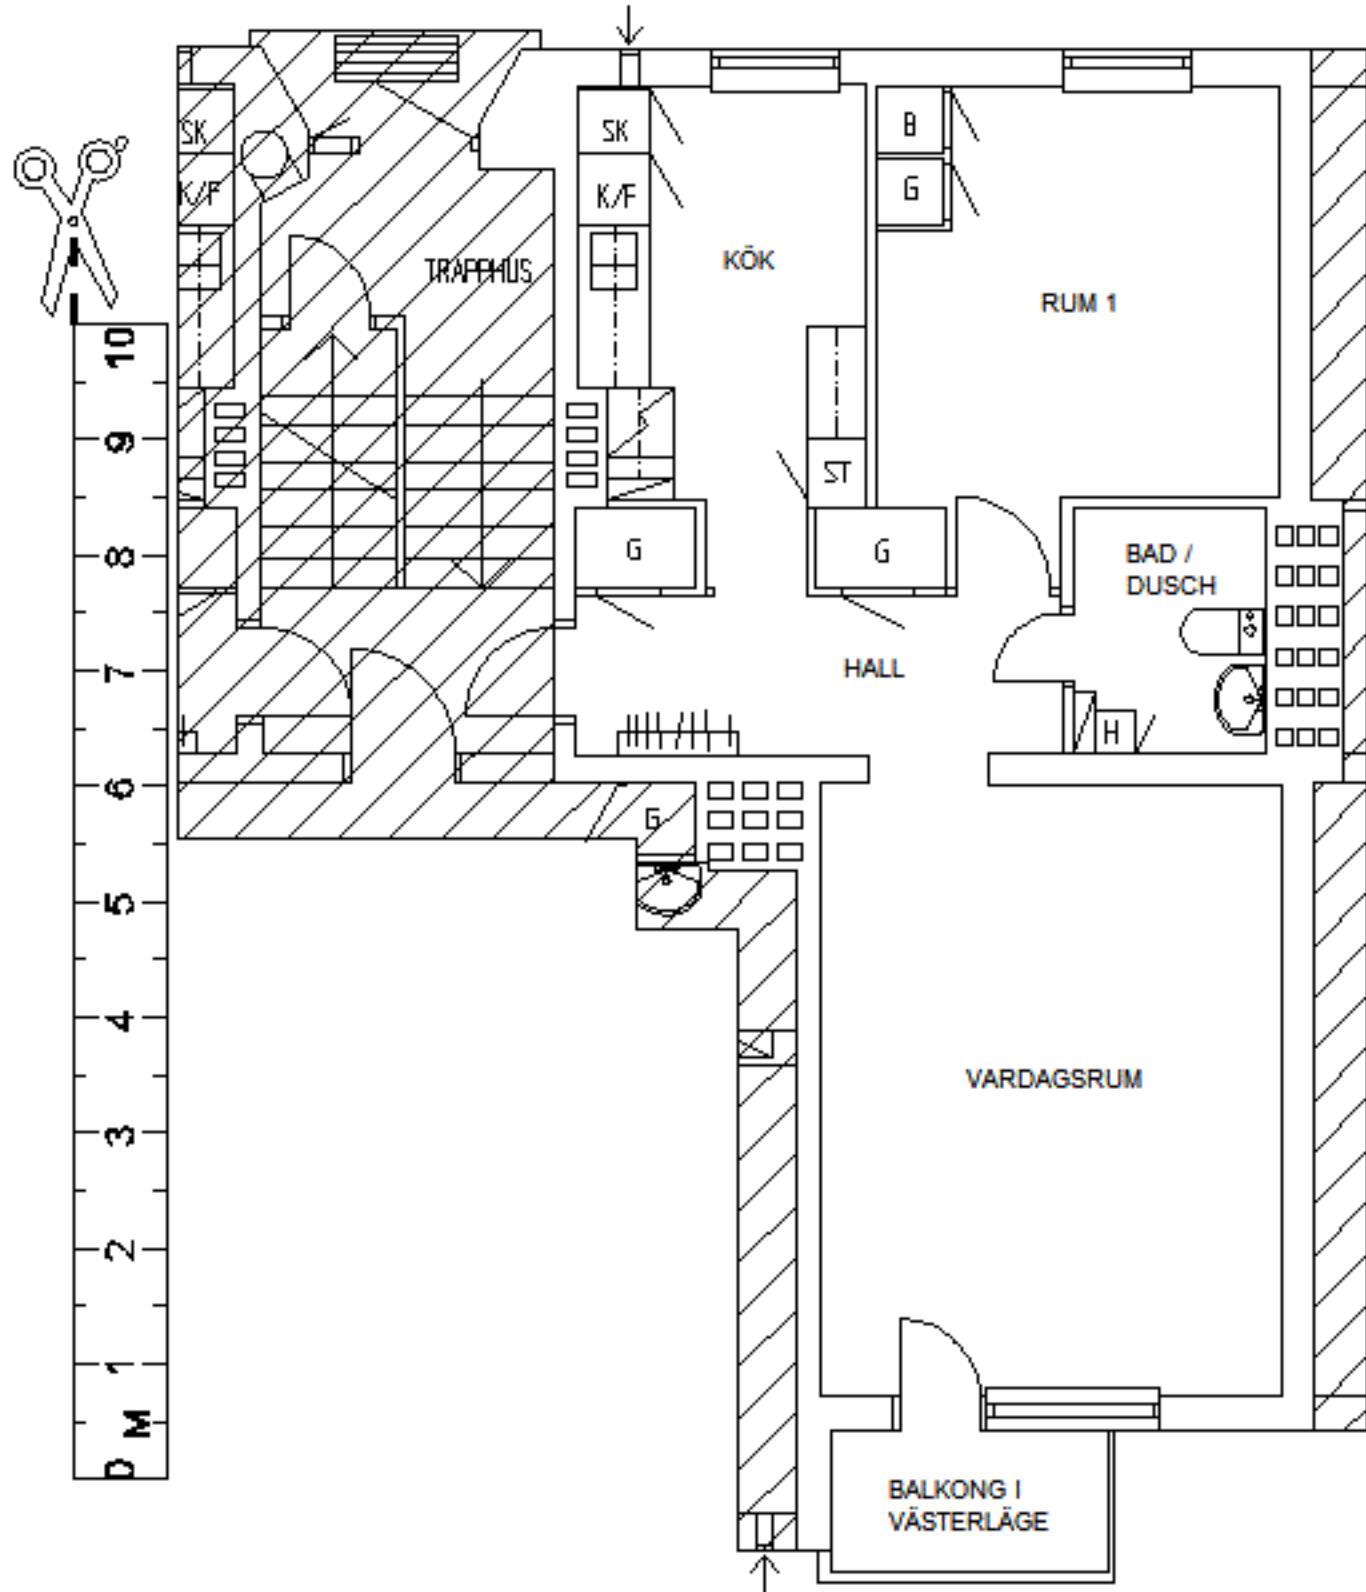 SK
K/F
TRAPPHUS
SK
K/F
KÖK
B
G
RUM 1
ST
G
G
BAD /
DUSCH
HALL
H
G
VARDAGSRUM
BALKONG I
VÄSTERLÄGE
10
9
8
7
6
5
4
3
2
1
M
0